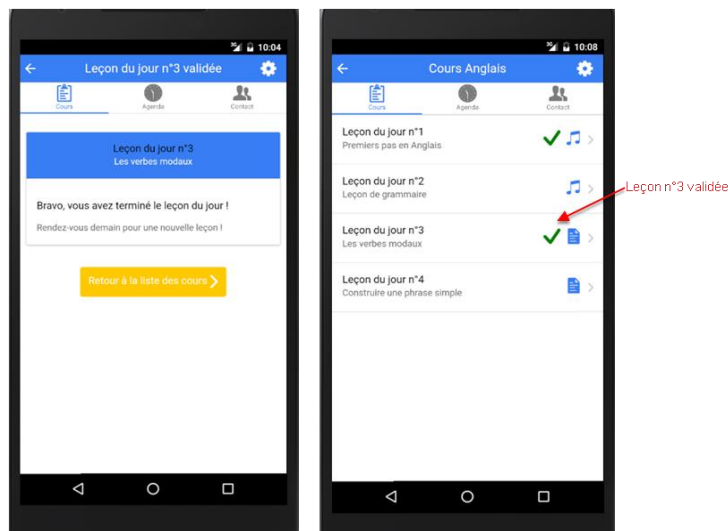 3G 10:04
Leçon du jour n°3 validée
Cours
Agenda
Contact
Leçon du jour n°3
Les verbes modaux
Bravo, vous avez terminé le leçon du jour !
Rendez-vous demain pour une nouvelle leçon !
Retour à la liste des cours
3G 10:08
Cours Anglais
Cours
Agenda
Contact
Leçon du jour n°1
Premiers pas en Anglais
Leçon du jour n°2
Leçon de grammaire
Leçon du jour n°3
Les verbes modaux
Leçon du jour n°4
Construire une phrase simple
Leçon n°3 validée